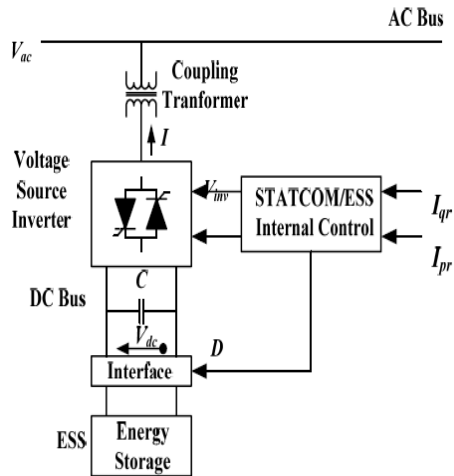 AC Bus
V_ac
Coupling
Tranformer
I
Voltage
Source
Inverter
V_inv
STATCOM/ESS
Internal Control
I_qr
I_pr
C
DC Bus
V_dc
D
Interface
ESS
Energy
Storage